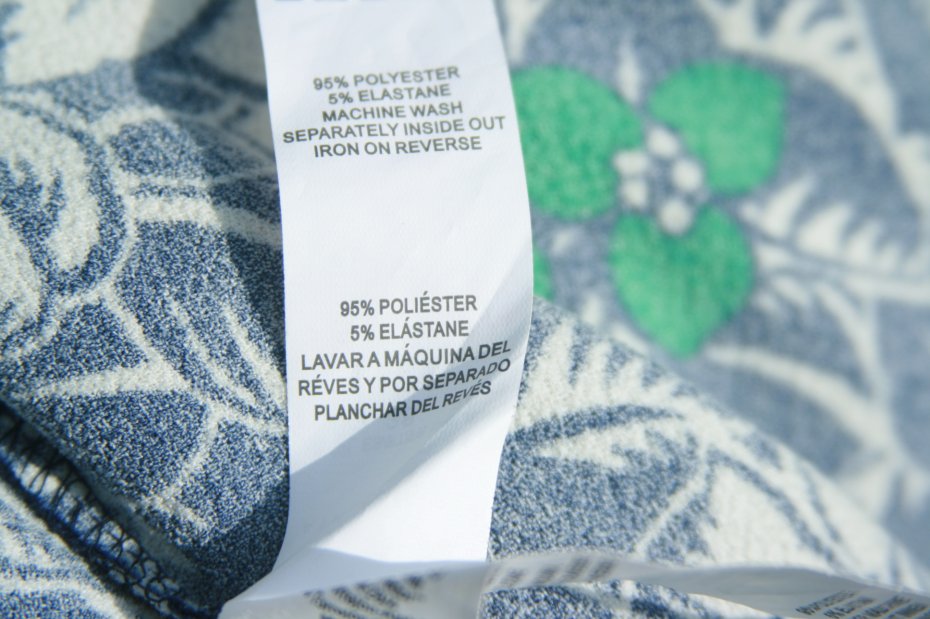 95% POLYESTER
5% ELASTANE
MACHINE WASH
SEPARATELY INSIDE OUT
IRON ON REVERSE
95% POLIÉSTER
5% ELÁSTANE
LAVAR A MÁQUINA DEL
RÉVES Y POR SEPARADO
PLANCHAR DEL REVÉS